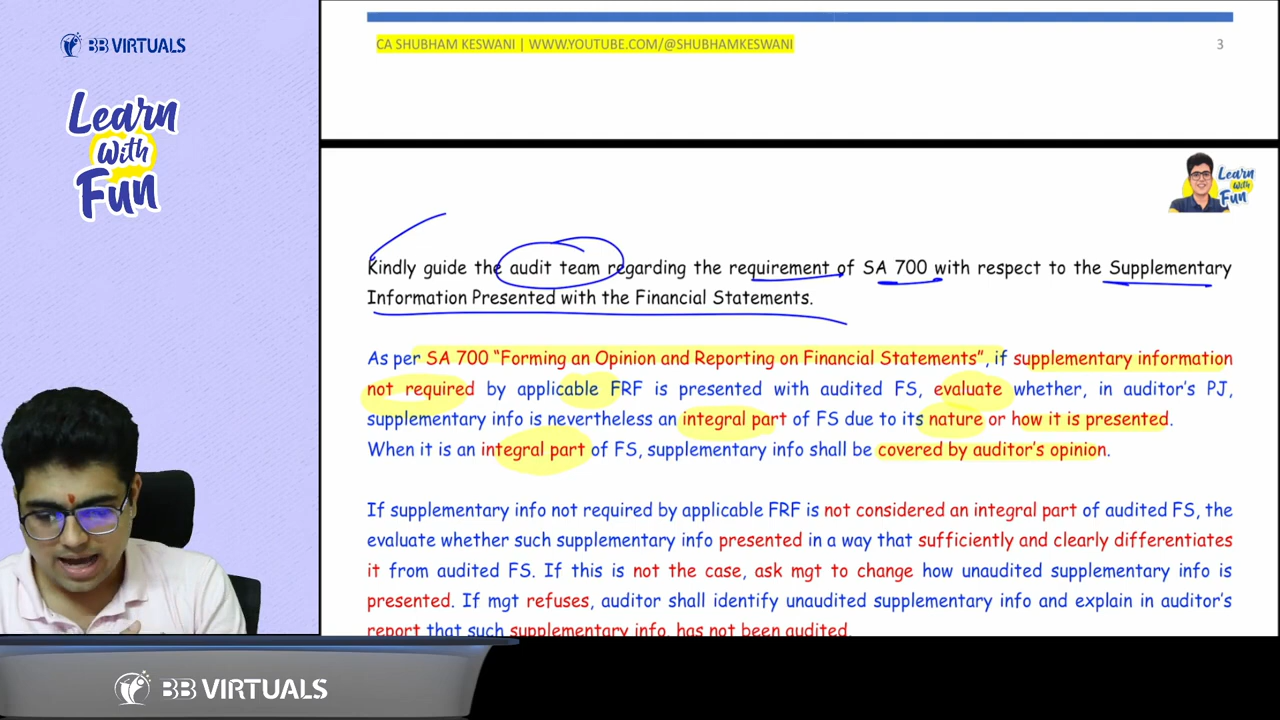 BB VIRTUALS
CA SHUBHAM KESWANI | WWW.YOUTUBE.COM/@SHUBHAMKESWANI
3
Learn
With
Fun
Learn
With
Fun
Kindly guide the audit team regarding the requirement of SA 700 with respect to the Supplementary
Information Presented with the Financial Statements.
As per SA 700 “Forming an Opinion and Reporting on Financial Statements”, if supplementary information
not required by applicable FRF is presented with audited FS, evaluate whether, in auditor’s PJ,
supplementary info is nevertheless an integral part of FS due to its nature or how it is presented.
When it is an integral part of FS, supplementary info shall be covered by auditor’s opinion.
If supplementary info not required by applicable FRF is not considered an integral part of audited FS, the
evaluate whether such supplementary info presented in a way that sufficiently and clearly differentiates
it from audited FS. If this is not the case, ask mgt to change how unaudited supplementary info is
presented. If mgt refuses, auditor shall identify unaudited supplementary info and explain in auditor’s
report that such supplementary info, has not been audited.
BB VIRTUALS